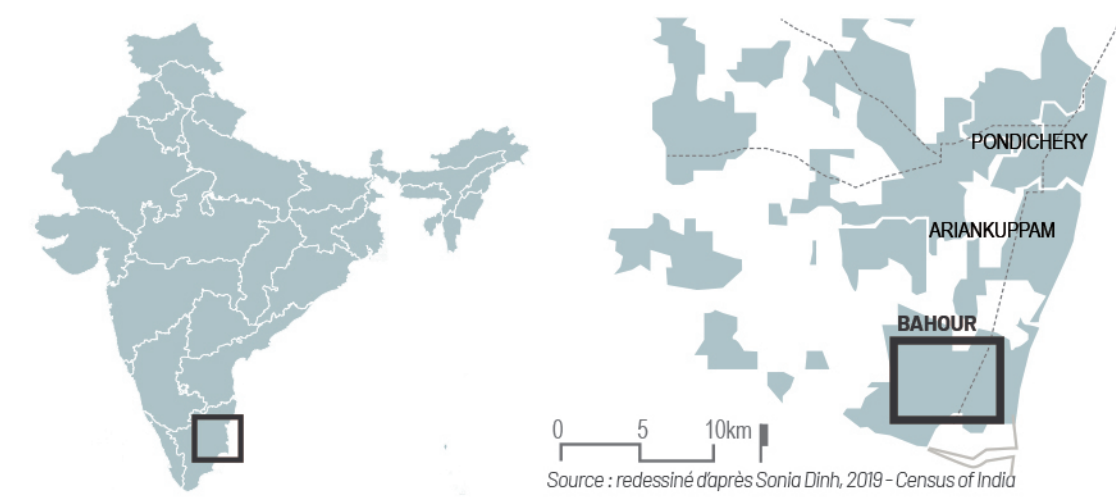 PONDICHERY
ARIANKUPPAM
BAHOUR
0 5 10km
Source : redessiné d'après Sonia Dinh, 2019 - Census of India